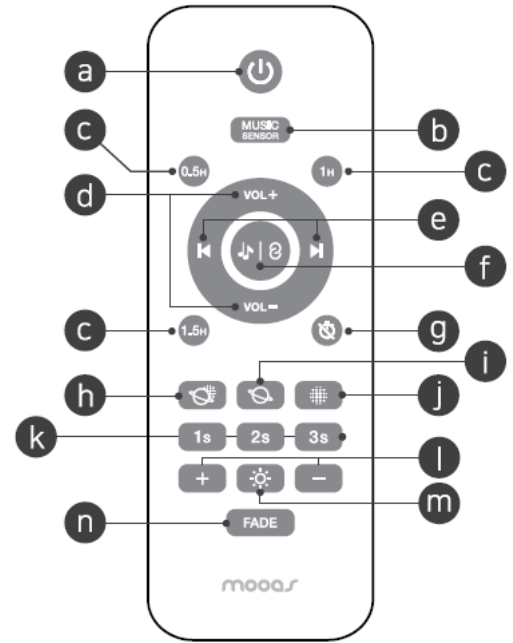 a
MUSIC
SENSOR
b
c
0.5H
1H
c
d
VOL+
e
f
VOL-
c
1.5H
g
i
h
j
k
1s
2s
3s
+
-
l
m
n
FADE
mooas